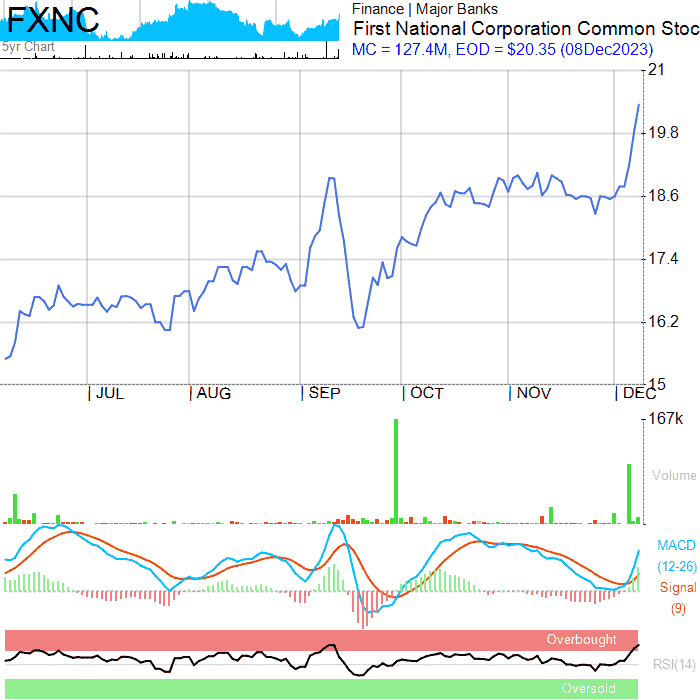 FXNC
5yr Chart
Finance | Major Banks
First National Corporation Common Stoc
MC = 127.4M, EOD = $20.35 (08Dec2023)
21
19.8
18.6
17.4
16.2
15
| JUL | AUG | SEP | OCT | NOV | DEC
167k
Volume
MACD
(12-26)
Signal
(9)
Overbought
RSI(14)
Oversold